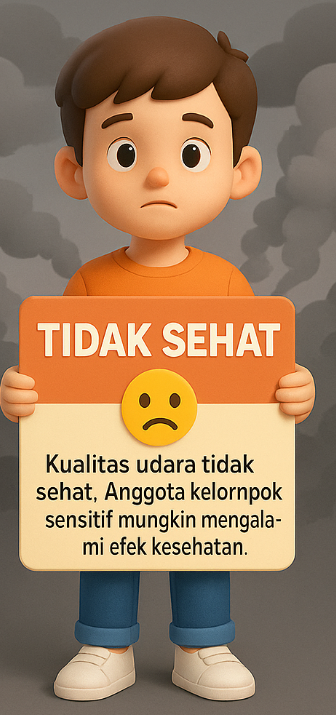 TIDAK SEHAT
Kualitas udara tidak
sehat, Anggota kelornpok
sensitif mungkin mengala-
mi efek kesehatan.